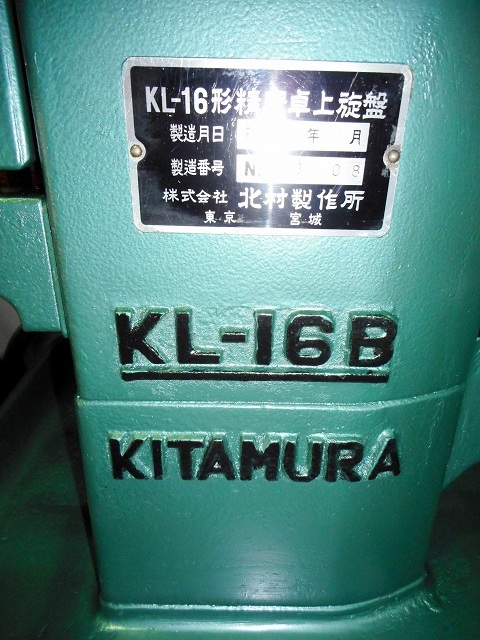 KL-16形精 卓上旋盤
製造月日 年 月
製造番号 N 08
株式会社 北村製作所
東京 宮城
KL-16B
KITAMURA